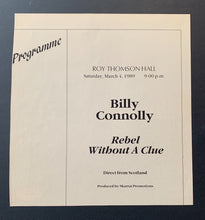 Programme
ROY THOMSON HALL
Saturday, March 4, 1989 9:00 p.m.
Billy
Connolly
Rebel
Without A Clue
Direct from Scotland
Produced by Skarratt Promotions